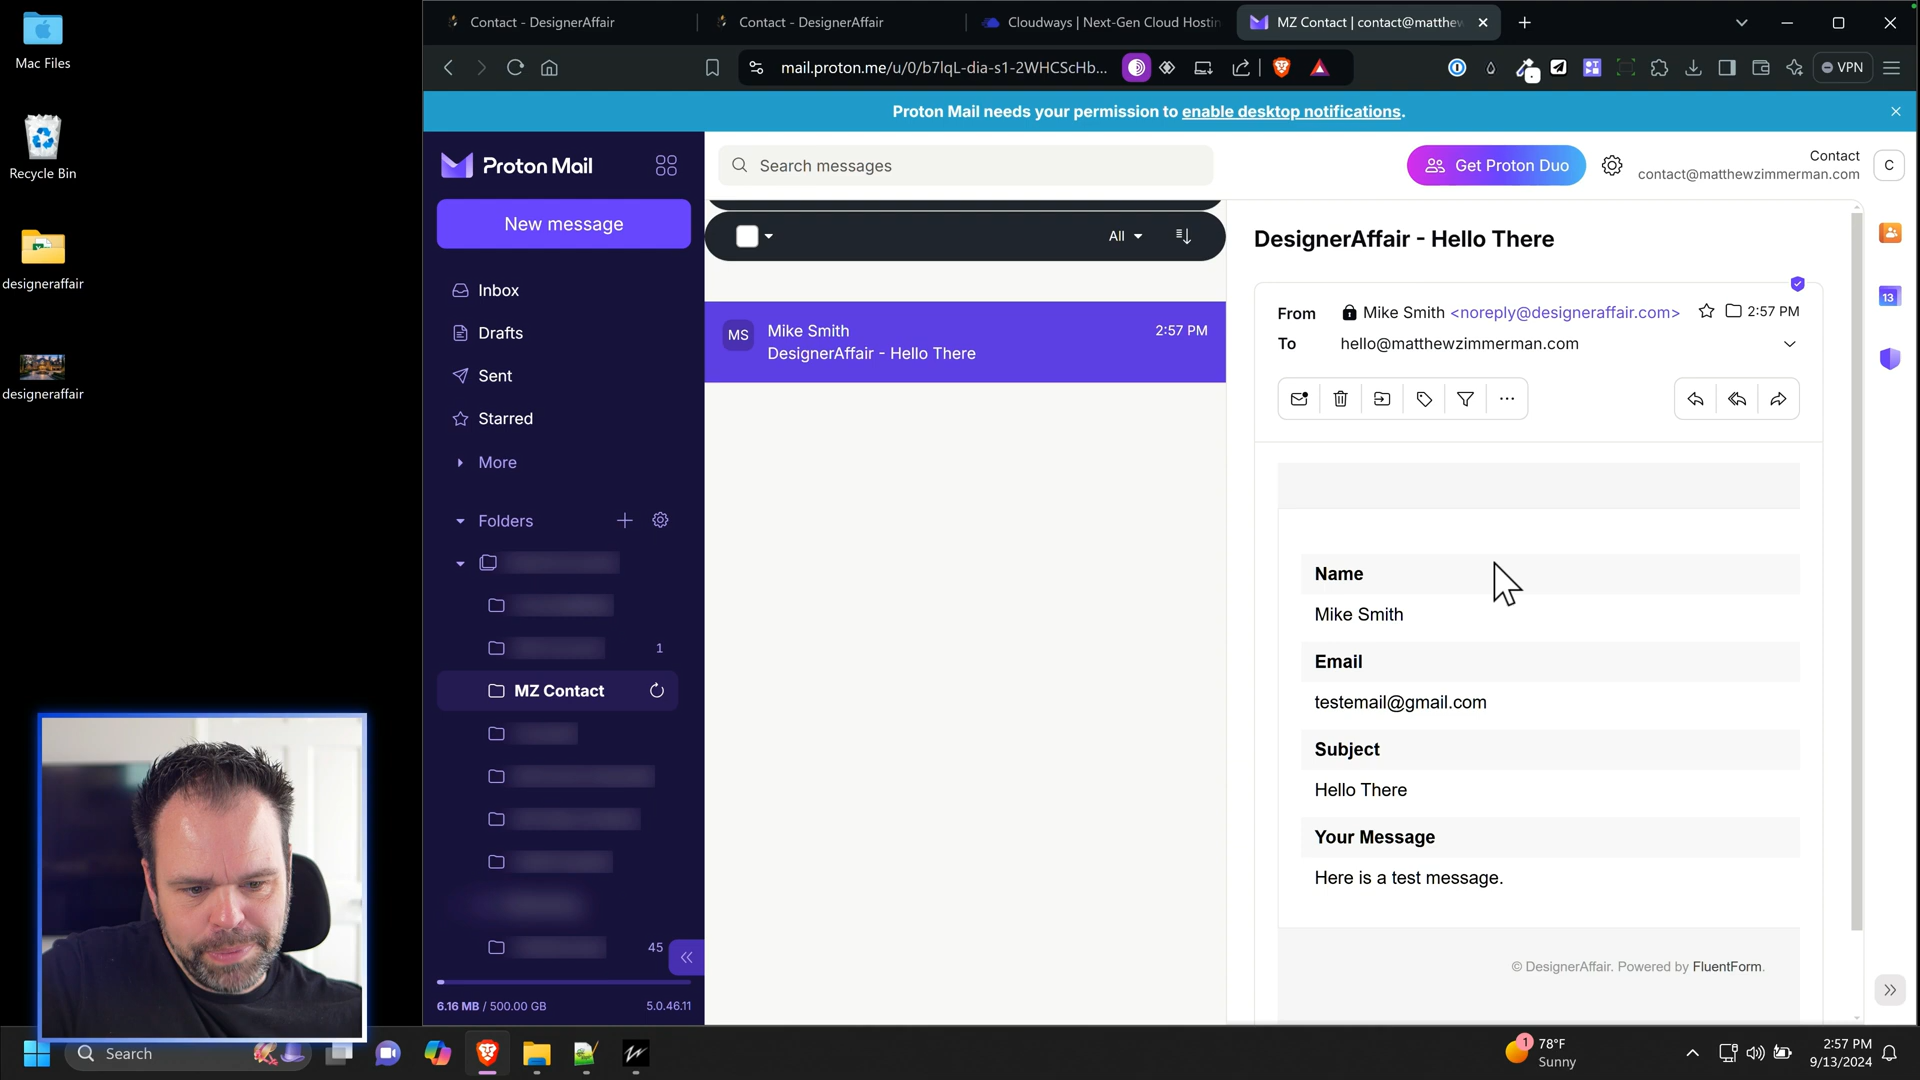 Mac Files
Recycle Bin
designeraffair
designeraffair
Contact - DesignerAffair
Contact - DesignerAffair
Cloudways | Next-Gen Cloud Hostin
MZ Contact | contact@matthew
mail.proton.me/u/0/b7lqL-dia-s1-2WHCScHb...
VPN
Proton Mail needs your permission to enable desktop notifications.
Proton Mail
Search messages
Get Proton Duo
Contact
contact@matthewzimmerman.com
C
New message
Inbox
Drafts
Sent
Starred
More
Folders
1
MZ Contact
45
6.16 MB / 500.00 GB
5.0.46.11
All
MS
Mike Smith
2:57 PM
DesignerAffair - Hello There
DesignerAffair - Hello There
From
Mike Smith <noreply@designeraffair.com>
2:57 PM
To
hello@matthewzimmerman.com
13
Name
Mike Smith
Email
testemail@gmail.com
Subject
Hello There
Your Message
Here is a test message.
© DesignerAffair. Powered by FluentForm.
Search
1
78°F
Sunny
2:57 PM
9/13/2024